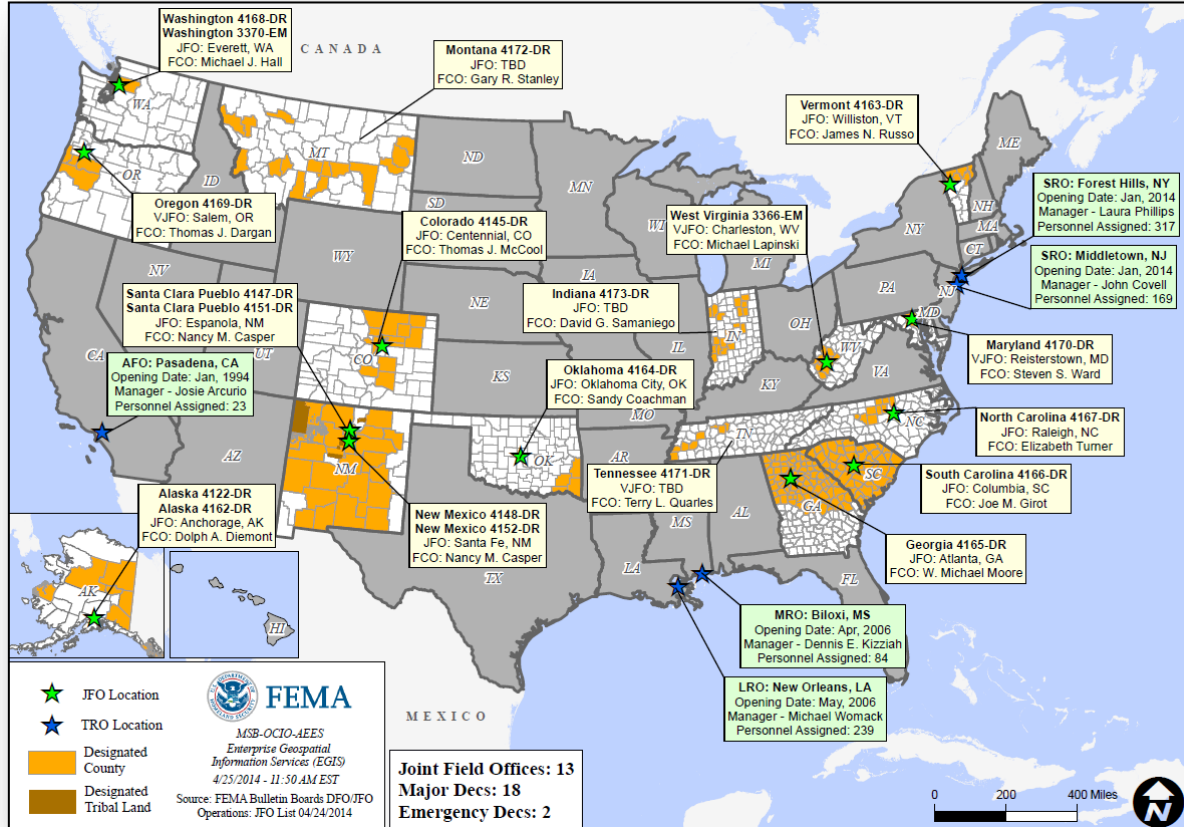 Washington 4168-DR
Washington 3370-EM
JFO: Everett, WA
FCO: Michael J. Hall
CANADA
Montana 4172-DR
JFO: TBD
FCO: Gary R. Stanley
Vermont 4163-DR
JFO: Williston, VT
FCO: James N. Russo
SRO: Forest Hills, NY
Opening Date: Jan, 2014
Manager - Laura Phillips
Personnel Assigned: 317
SRO: Middletown, NJ
Opening Date: Jan, 2014
Manager - John Covell
Personnel Assigned: 169
Oregon 4169-DR
VJFO: Salem, OR
FCO: Thomas J. Dargan
Colorado 4145-DR
JFO: Centennial, CO
FCO: Thomas J. McCool
West Virginia 3366-EM
VJFO: Charleston, WV
FCO: Michael Lapinski
Santa Clara Pueblo 4147-DR
Santa Clara Pueblo 4151-DR
JFO: Espanola, NM
FCO: Nancy M. Casper
Indiana 4173-DR
JFO: TBD
FCO: David G. Samaniego
Maryland 4170-DR
VJFO: Reisterstown, MD
FCO: Steven S. Ward
AFO: Pasadena, CA
Opening Date: Jan, 1994
Manager - Josie Arcurio
Personnel Assigned: 23
Oklahoma 4164-DR
JFO: Oklahoma City, OK
FCO: Sandy Coachman
North Carolina 4167-DR
JFO: Raleigh, NC
FCO: Elizabeth Turner
Tennessee 4171-DR
VJFO: TBD
FCO: Terry L. Quarles
South Carolina 4166-DR
JFO: Columbia, SC
FCO: Joe M. Girot
Alaska 4122-DR
Alaska 4162-DR
JFO: Anchorage, AK
FCO: Dolph A. Diemont
New Mexico 4148-DR
New Mexico 4152-DR
JFO: Santa Fe, NM
FCO: Nancy M. Casper
Georgia 4165-DR
JFO: Atlanta, GA
FCO: W. Michael Moore
MRO: Biloxi, MS
Opening Date: Apr, 2006
Manager - Dennis E. Kizziah
Personnel Assigned: 84
LRO: New Orleans, LA
Opening Date: May, 2006
Manager - Michael Womack
Personnel Assigned: 239
WA
OR
MT
ID
ND
SD
MN
WI
MI
ME
NH
MA
CT
NY
NJ
PA
MD
WV
VA
OH
IN
IL
IA
NE
WY
NV
CA
UT
CO
KS
MO
KY
TN
NC
SC
GA
AL
MS
AR
OK
TX
NM
AZ
LA
FL
AK
HI
MEXICO
JFO Location
TRO Location
Designated
County
Designated
Tribal Land
FEMA
MSB-OCIO-AEES
Enterprise Geospatial
Information Services (EGIS)
4/25/2014 - 11:50 AM EST
Source: FEMA Bulletin Boards DFO/JFO
Operations: JFO List 04/24/2014
Joint Field Offices: 13
Major Decs: 18
Emergency Decs: 2
0 200 400 Miles
N